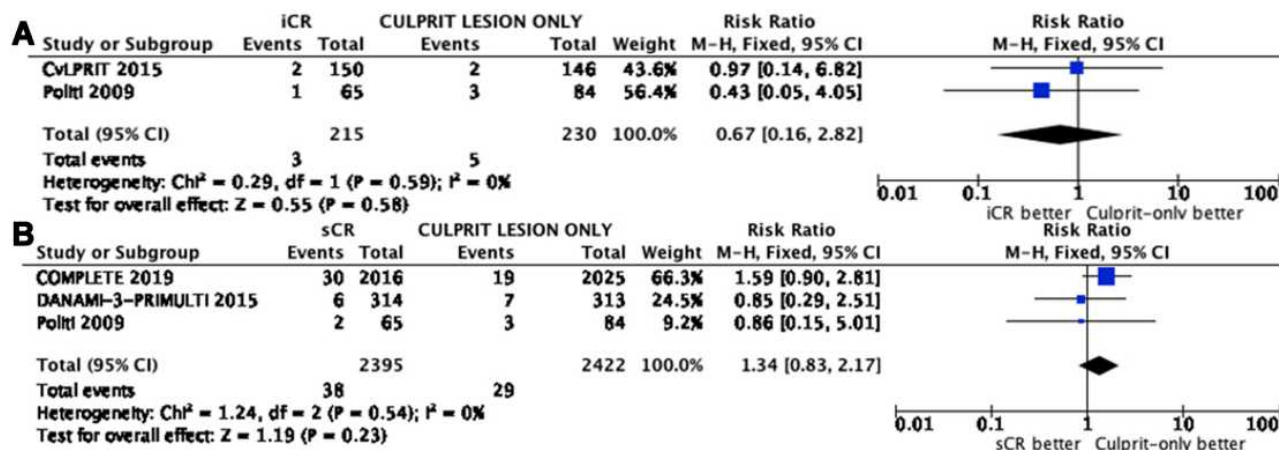 A iCR CULPRIT LESION ONLY Risk Ratio Risk Ratio
Study or Subgroup Events Total Events Total Weight M-H, Fixed, 95% CI M-H, Fixed, 95% CI
CvLPRIT 2015 2 150 2 146 43.6% 0.97 [0.14, 6.82]
Politi 2009 1 65 3 84 56.4% 0.43 [0.05, 4.05]
Total (95% CI) 215 230 100.0% 0.67 [0.16, 2.82]
Total events 3 5
Heterogeneity: Chi² = 0.29, df = 1 (P = 0.59); I² = 0%
Test for overall effect: Z = 0.55 (P = 0.58)
0.01 0.1 1 10 100
iCR better Culprit-only better
B sCR CULPRIT LESION ONLY Risk Ratio Risk Ratio
Study or Subgroup Events Total Events Total Weight M-H, Fixed, 95% CI M-H, Fixed, 95% CI
COMPLETE 2019 30 2016 19 2025 66.3% 1.59 [0.90, 2.81]
DANAMI-3-PRIMULTI 2015 6 314 7 313 24.5% 0.85 [0.29, 2.51]
Politi 2009 2 65 3 84 9.2% 0.86 [0.15, 5.01]
Total (95% CI) 2395 2422 100.0% 1.34 [0.83, 2.17]
Total events 38 29
Heterogeneity: Chi² = 1.24, df = 2 (P = 0.54); I² = 0%
Test for overall effect: Z = 1.19 (P = 0.23)
0.01 0.1 1 10 100
sCR better Culprit-only better